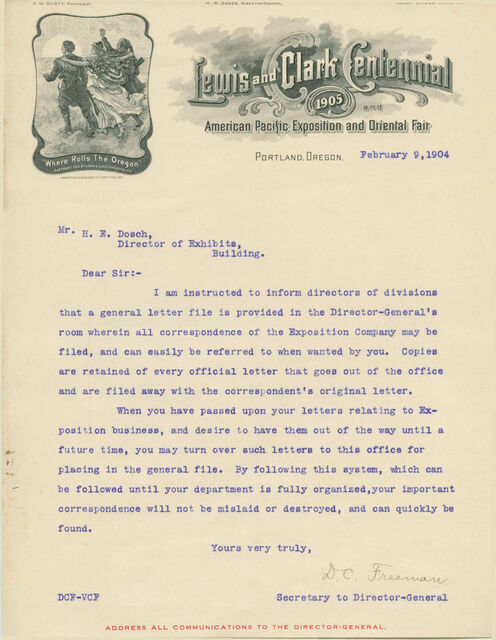 H. W. SCOTT, PRESIDENT.
H. W. GOODE, DIRECTOR-GENERAL.
Lewis and Clark Centennial
1905 and
American Pacific Exposition and Oriental Fair
Where Rolls The Oregon
PORTLAND, OREGON, February 9, 1904
Mr. H. E. Dosch,
Director of Exhibits,
Building.
Dear Sir:-
I am instructed to inform directors of divisions
that a general letter file is provided in the Director-General's
room wherein all correspondence of the Exposition Company may be
filed, and can easily be referred to when wanted by you. Copies
are retained of every official letter that goes out of the office
and are filed away with the correspondent's original letter.
When you have passed upon your letters relating to Ex-
position business, and desire to have them out of the way until a
future time, you may turn over such letters to this office for
placing in the general file. By following this system, which can
be followed until your department is fully organized,your important
correspondence will not be mislaid or destroyed, and can quickly be
found.
Yours very truly,
D. C. Freeman
DCF-VCF Secretary to Director-General
ADDRESS ALL COMMUNICATIONS TO THE DIRECTOR-GENERAL.